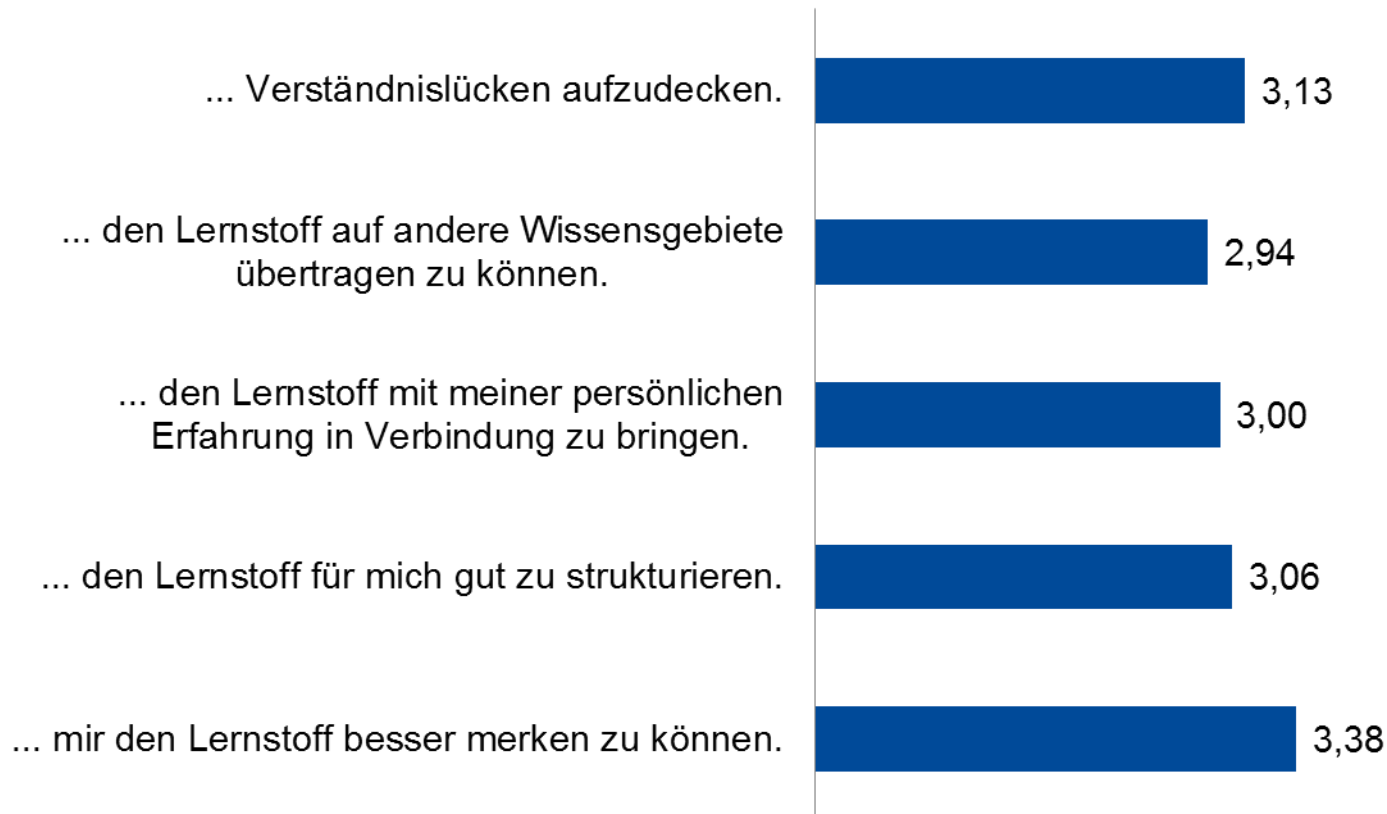 ... Verständnislücken aufzudecken.
3,13
... den Lernstoff auf andere Wissensgebiete
übertragen zu können.
2,94
... den Lernstoff mit meiner persönlichen
Erfahrung in Verbindung zu bringen.
3,00
... den Lernstoff für mich gut zu strukturieren.
3,06
... mir den Lernstoff besser merken zu können.
3,38